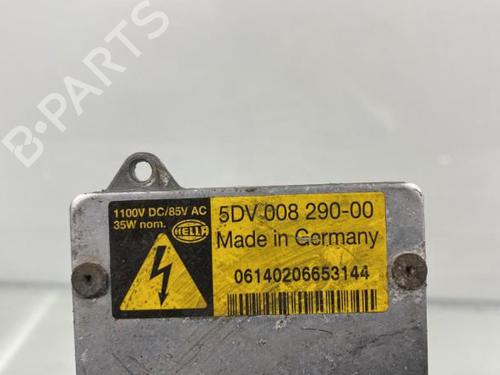 B-PARTS
1100V DC/85V AC
35W nom.
HELLA
5DV 008 290-00
Made in Germany
06140206653144